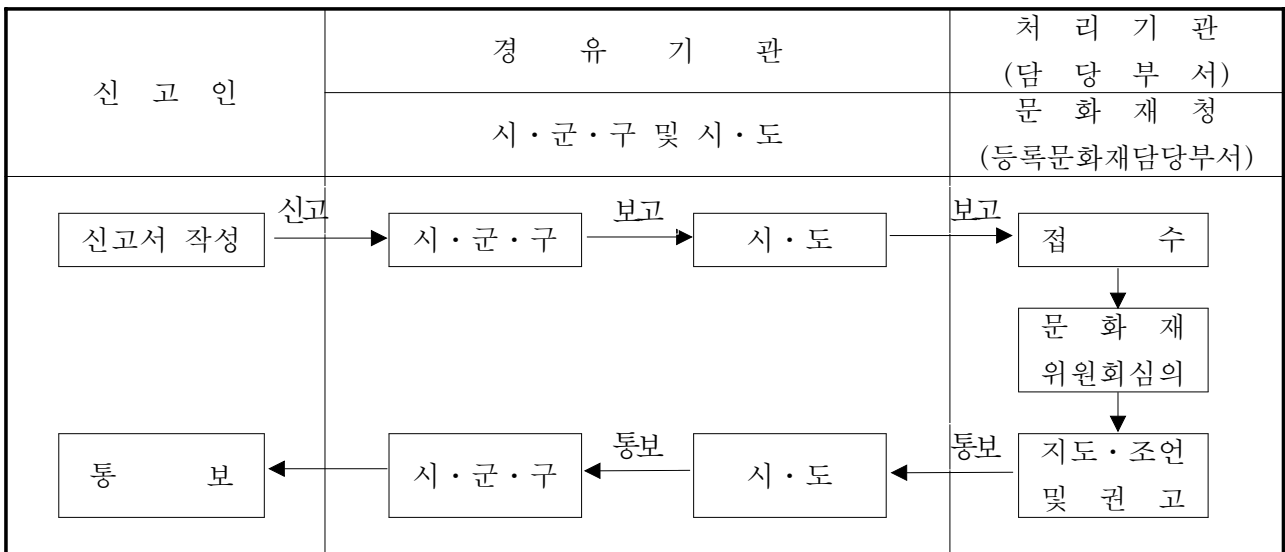 신 고 인
경 유 기 관
처 리 기 관
(담 당 부 서)
시・군・구 및 시・도
문 화 재 청
(등록문화재담당부서)
신고서 작성
신고
시・군・구
보고
시・도
보고
접 수
문 화 재
위원회심의
통 보
시・군・구
통보
시・도
통보
지도・조언
및 권 고